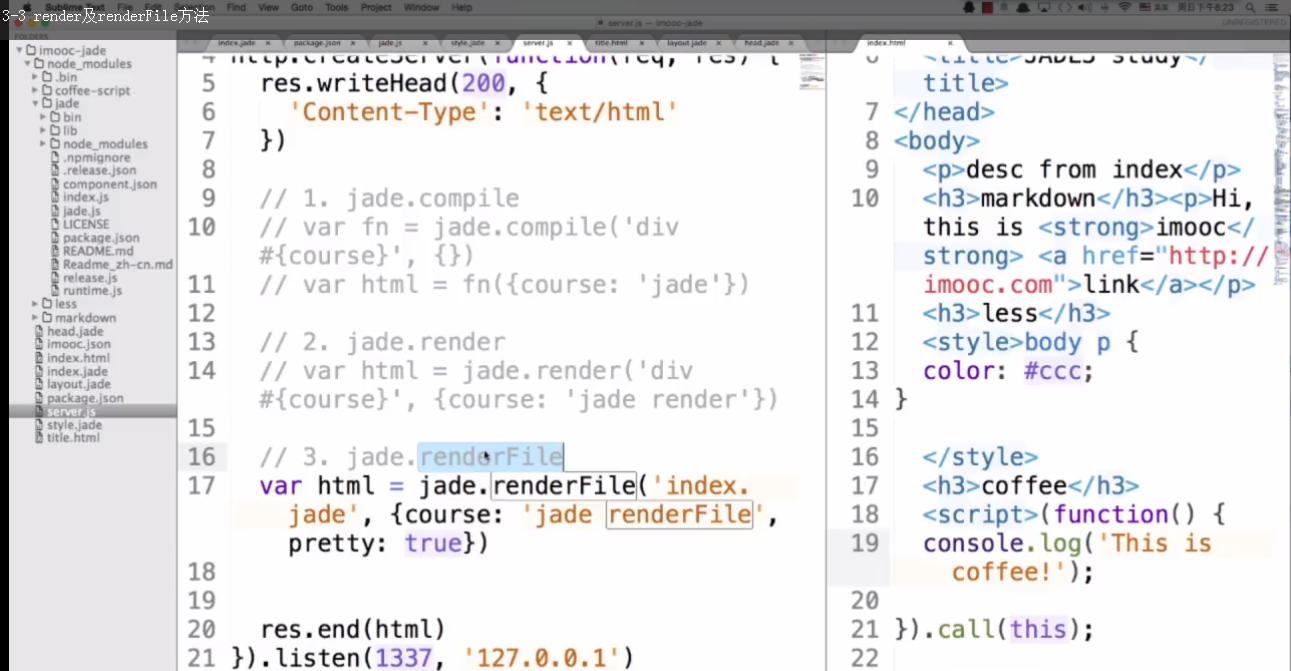 3-3 render及renderFile方法
Sublime Text File Edit Selection Find View Goto Tools Project Window Help
周日下午8:23
server.js — imooc-jade
UNREGISTERED
FOLDERS
imooc-jade
node_modules
.bin
coffee-script
jade
bin
lib
node_modules
.npmignore
.release.json
component.json
index.js
jade.js
LICENSE
package.json
README.md
Readme_zh-cn.md
release.js
runtime.js
less
markdown
head.jade
imooc.json
index.html
index.jade
layout.jade
package.json
server.js
style.jade
title.html
index.jade × package.json × jade.js × style.jade × server.js × title.html × layout.jade × head.jade ×
4 http.createServer(function(req, res) {
5 res.writeHead(200, {
6 'Content-Type': 'text/html'
7 })
8
9 // 1. jade.compile
10 // var fn = jade.compile('div
#{course}', {})
11 // var html = fn({course: 'jade'})
12
13 // 2. jade.render
14 // var html = jade.render('div
#{course}', {course: 'jade render'})
15
16 // 3. jade.renderFile
17 var html = jade.renderFile('index.
jade', {course: 'jade renderFile',
pretty: true})
18
19
20 res.end(html)
21 }).listen(1337, '127.0.0.1')
index.html ×
6 <title>JADES study</
title>
7 </head>
8 <body>
9 <p>desc from index</p>
10 <h3>markdown</h3><p>Hi,
this is <strong>imooc</
strong> <a href="http://
imooc.com">link</a></p>
11 <h3>less</h3>
12 <style>body p {
13 color: #ccc;
14 }
15
16 </style>
17 <h3>coffee</h3>
18 <script>(function() {
19 console.log('This is
coffee!');
20
21 }).call(this);
22